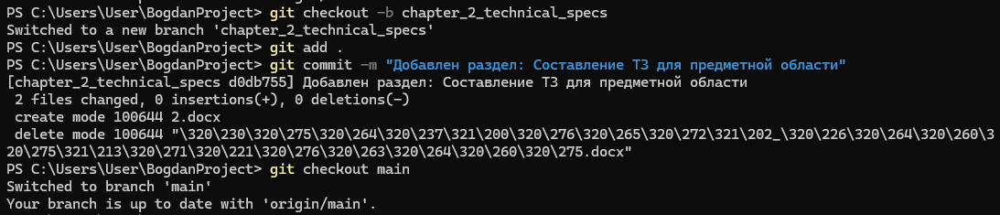 PS C:\Users\User\BogdanProject> git checkout -b chapter_2_technical_specs
Switched to a new branch 'chapter_2_technical_specs'
PS C:\Users\User\BogdanProject> git add .
PS C:\Users\User\BogdanProject> git commit -m "Добавлен раздел: Составление ТЗ для предметной области"
[chapter_2_technical_specs d0db755] Добавлен раздел: Составление ТЗ для предметной области
 2 files changed, 0 insertions(+), 0 deletions(-)
 create mode 100644 2.docx
 delete mode 100644 "\320\230\320\275\320\264\320\237\321\200\320\276\320\265\320\272\321\202_\320\226\320\264\320\260\3
20\275\321\213\320\271\320\221\320\276\320\263\320\264\320\260\320\275.docx"
PS C:\Users\User\BogdanProject> git checkout main
Switched to branch 'main'
Your branch is up to date with 'origin/main'.